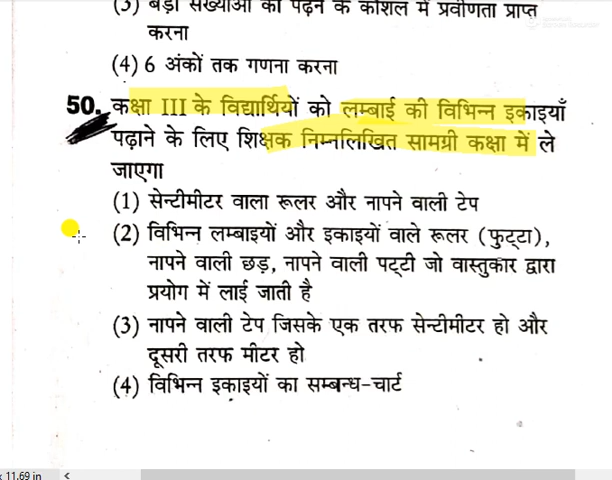 (3) बड़ी संख्याओं को पढ़ने के कौशल में प्रवीणता प्राप्त
करना
(4) 6 अंकों तक गणना करना
50. कक्षा III के विद्यार्थियों को लम्बाई की विभिन्न इकाइयाँ
पढ़ाने के लिए शिक्षक निम्नलिखित सामग्री कक्षा में ले
जाएगा
(1) सेन्टीमीटर वाला रूलर और नापने वाली टेप
(2) विभिन्न लम्बाइयों और इकाइयों वाले रूलर (फुट्टा),
नापने वाली छड़, नापने वाली पट्टी जो वास्तुकार द्वारा
प्रयोग में लाई जाती है
(3) नापने वाली टेप जिसके एक तरफ सेन्टीमीटर हो और
दूसरी तरफ मीटर हो
(4) विभिन्न इकाइयों का सम्बन्ध-चार्ट
x 11.69 in